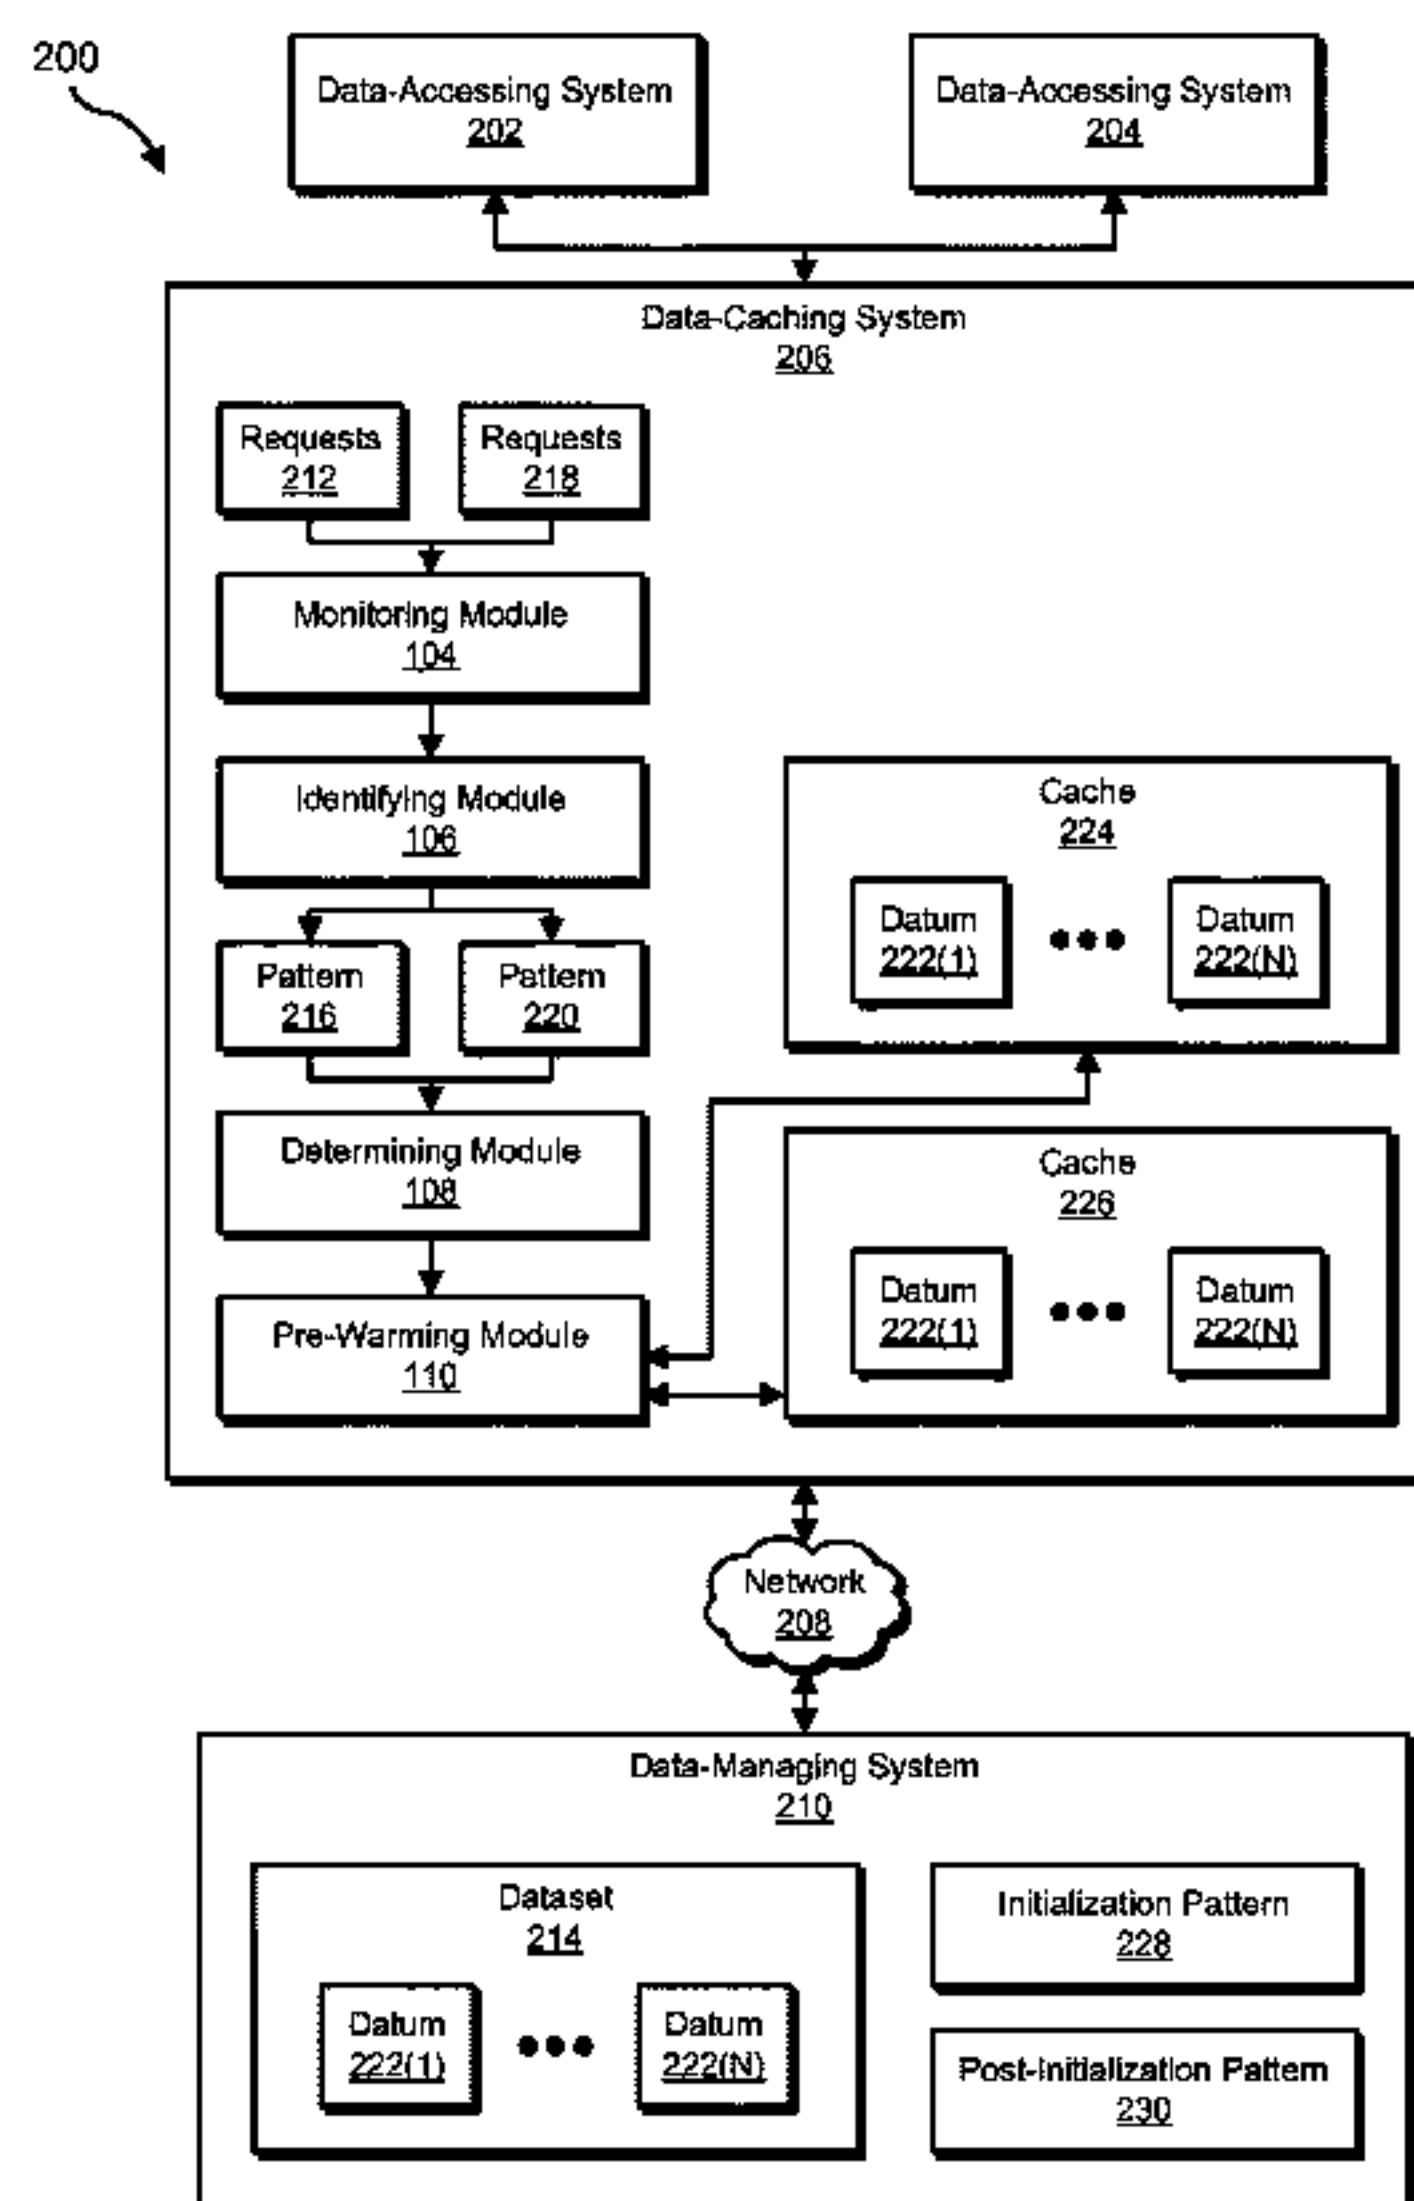 200
Data-Accessing System
202
Data-Accessing System
204
Data-Caching System
206
Requests
212
Requests
218
Monitoring Module
104
Identifying Module
106
Pattern
216
Pattern
220
Determining Module
108
Pre-Warming Module
110
Cache
224
Datum
222(1)
Datum
222(N)
Cache
226
Datum
222(1)
Datum
222(N)
Network
208
Data-Managing System
210
Dataset
214
Datum
222(1)
Datum
222(N)
Initialization Pattern
228
Post-Initialization Pattern
230